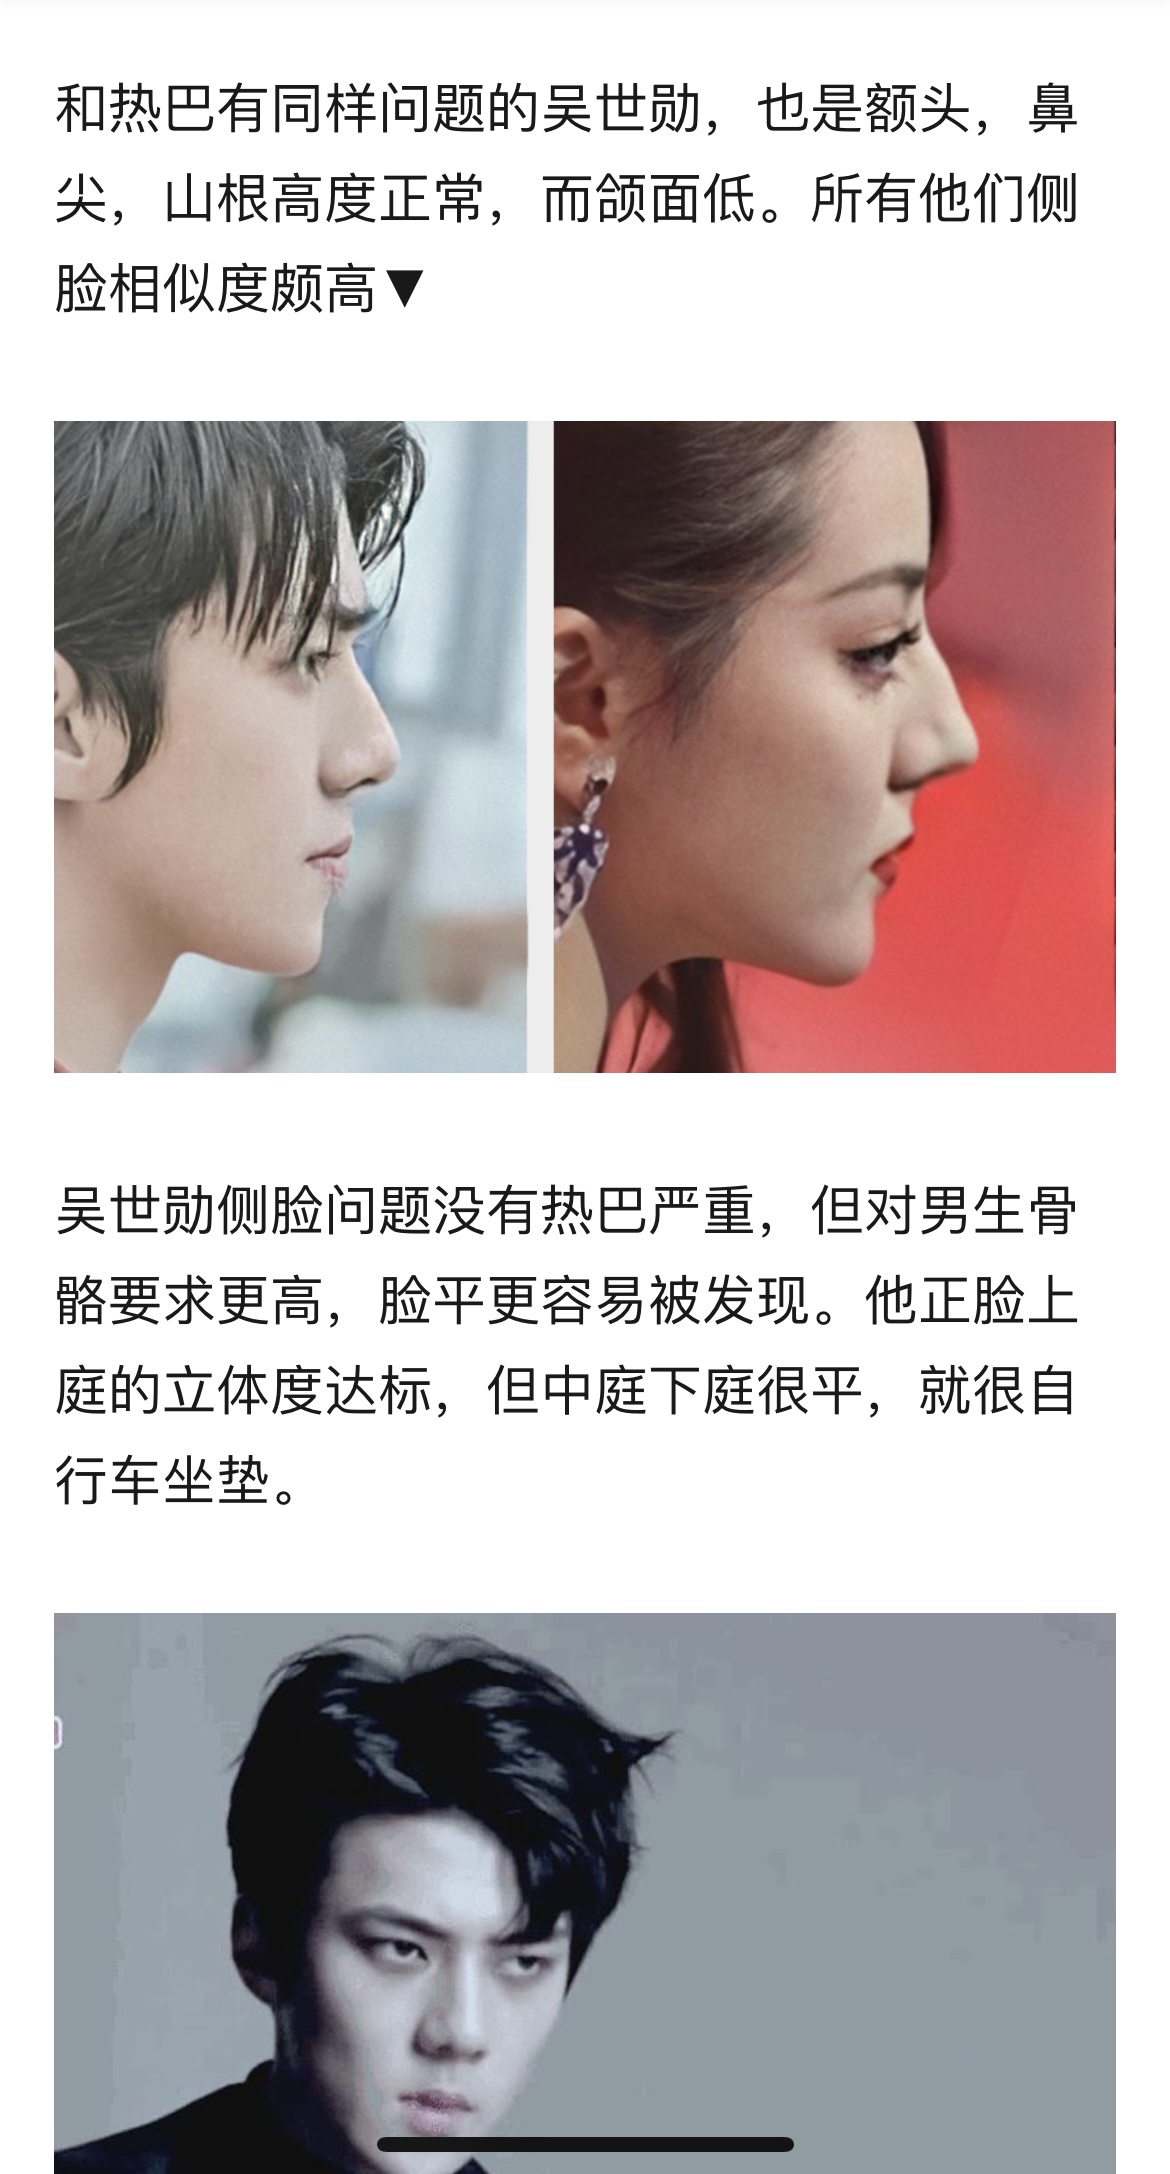 和热巴有同样问题的吴世勋，也是额头，鼻
尖，山根高度正常，而颌面低。所有他们侧
脸相似度颇高▼
吴世勋侧脸问题没有热巴严重，但对男生骨
骼要求更高，脸平更容易被发现。他正脸上
庭的立体度达标，但中庭下庭很平，就很自
行车坐垫。